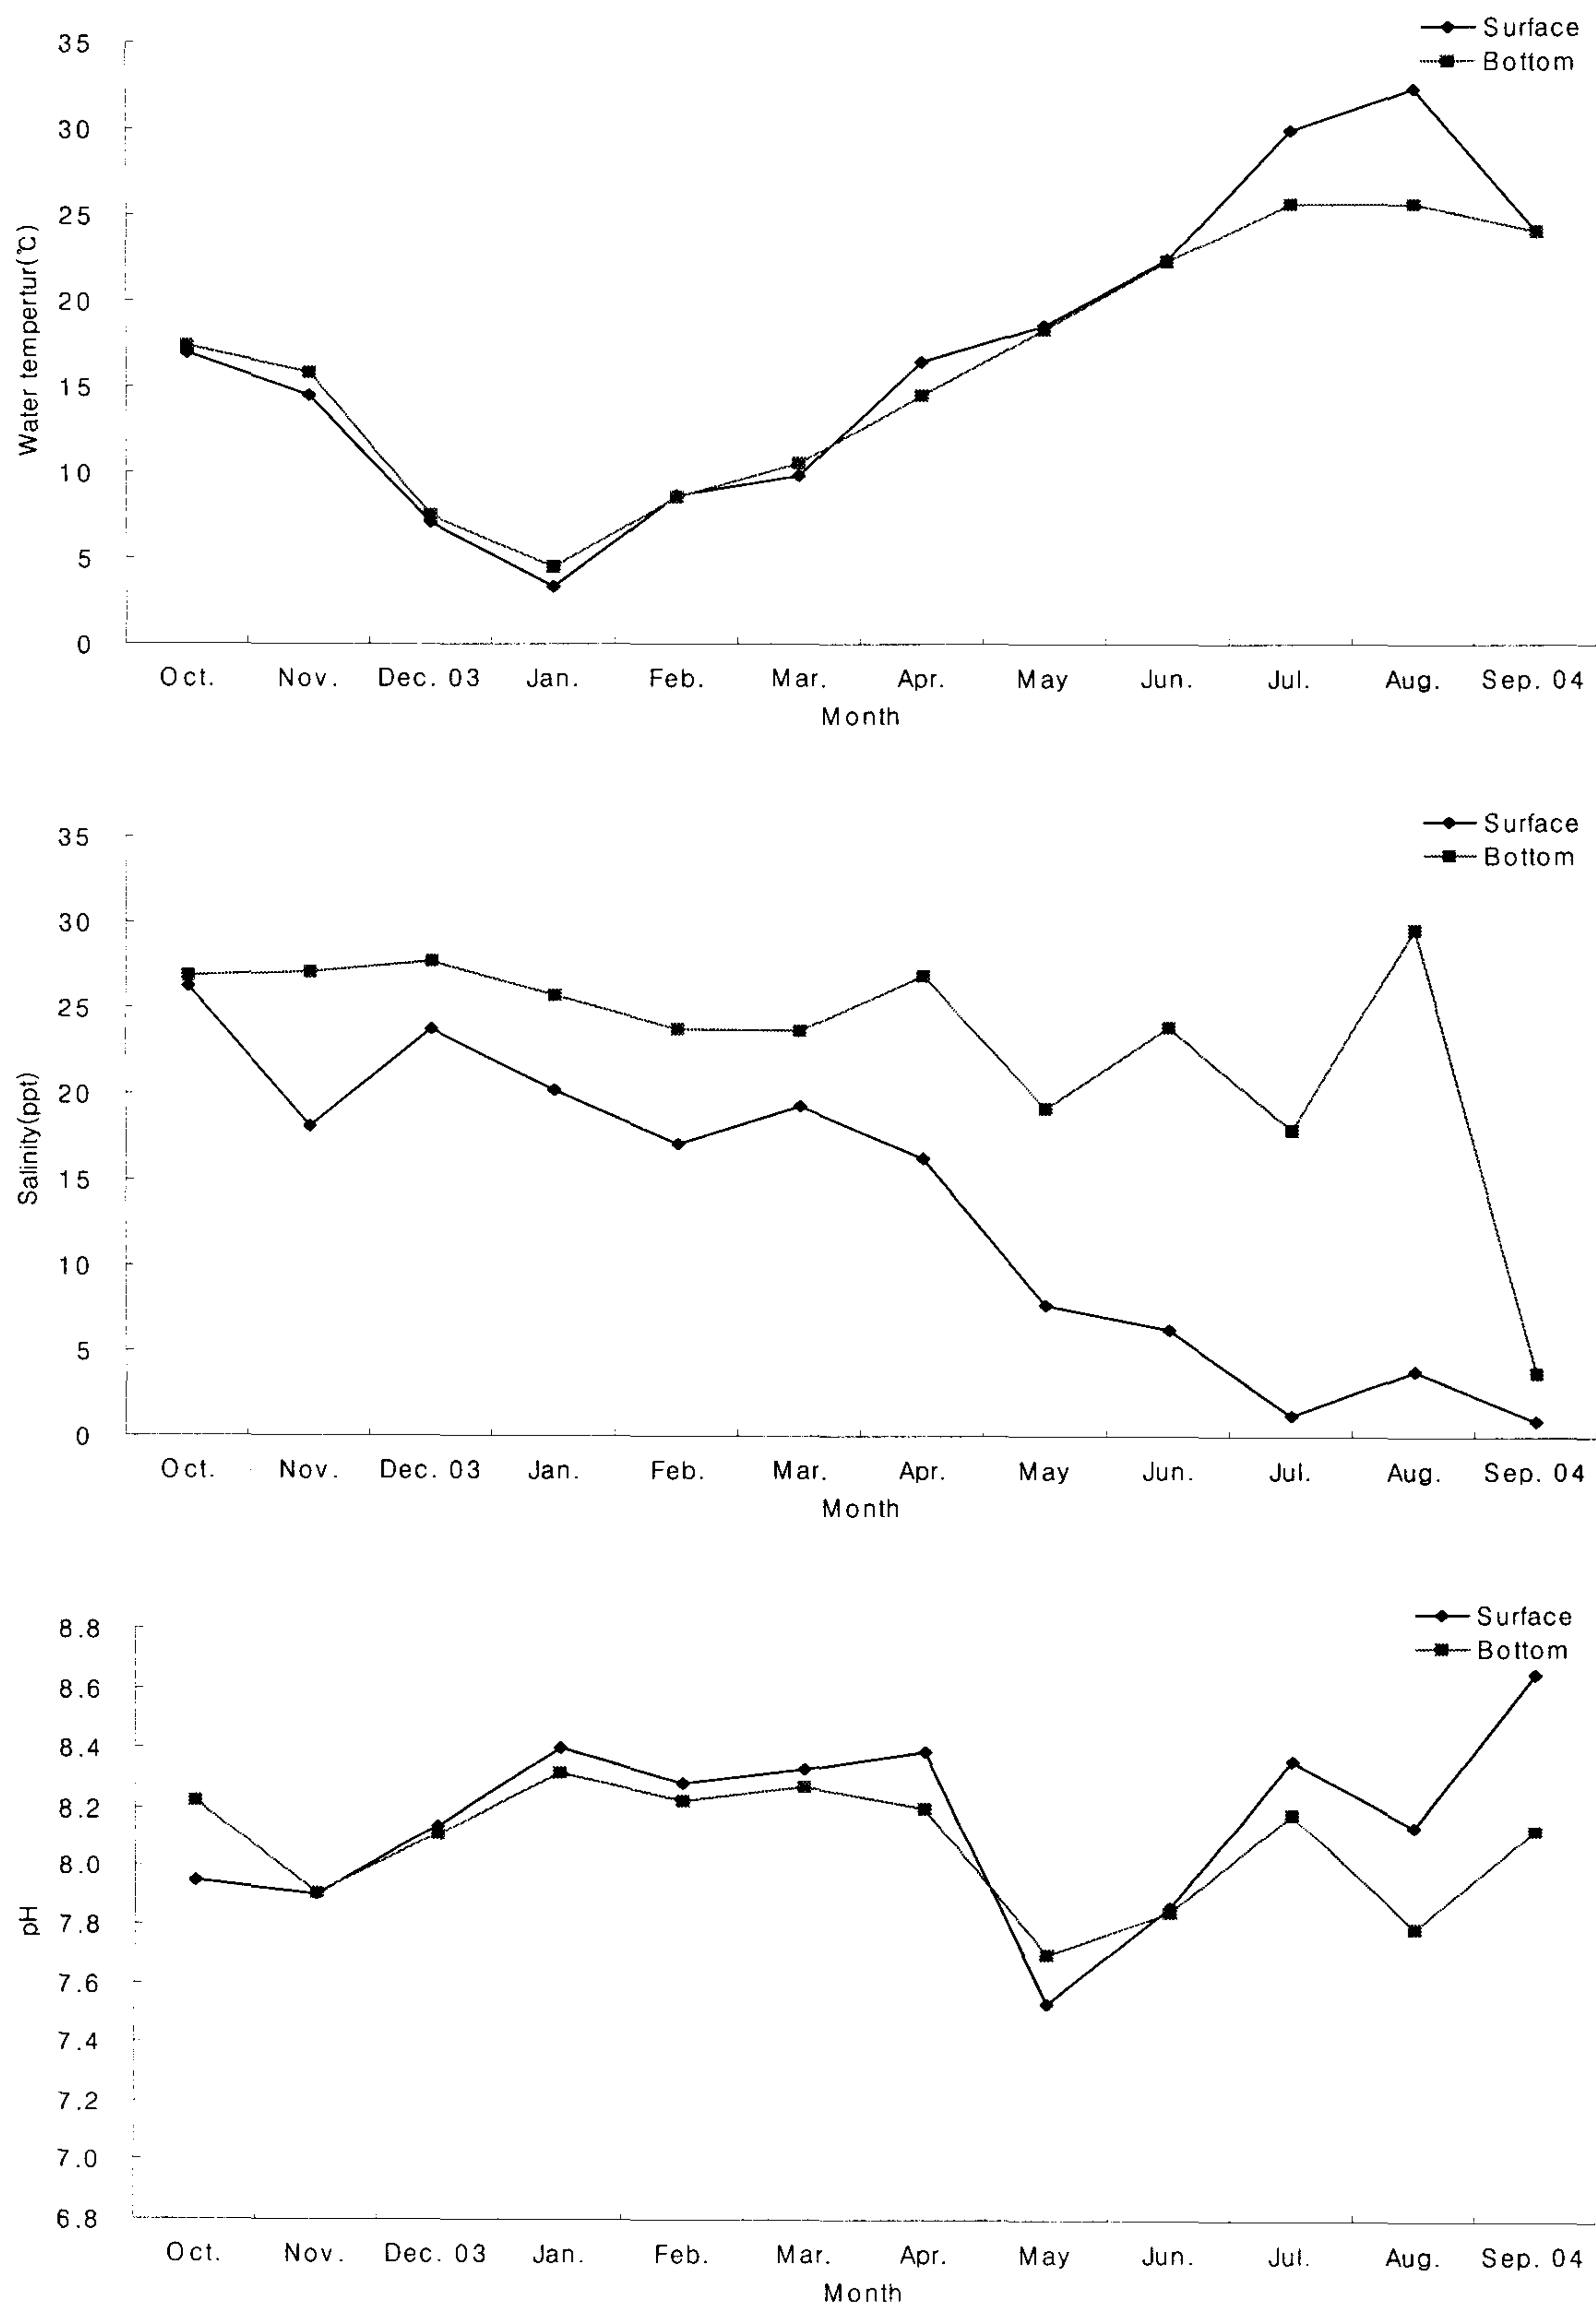 Surface
Bottom
35
30
25
20
15
10
5
0
Water tempertur(℃)
Oct. Nov. Dec. 03 Jan. Feb. Mar. Apr. May Jun. Jul. Aug. Sep. 04
Month
Surface
Bottom
35
30
25
20
15
10
5
0
Salinity(ppt)
Oct. Nov. Dec. 03 Jan. Feb. Mar. Apr. May Jun. Jul. Aug. Sep. 04
Month
Surface
Bottom
8.8
8.6
8.4
8.2
8.0
7.8
7.6
7.4
7.2
7.0
6.8
pH
Oct. Nov. Dec. 03 Jan. Feb. Mar. Apr. May Jun. Jul. Aug. Sep. 04
Month